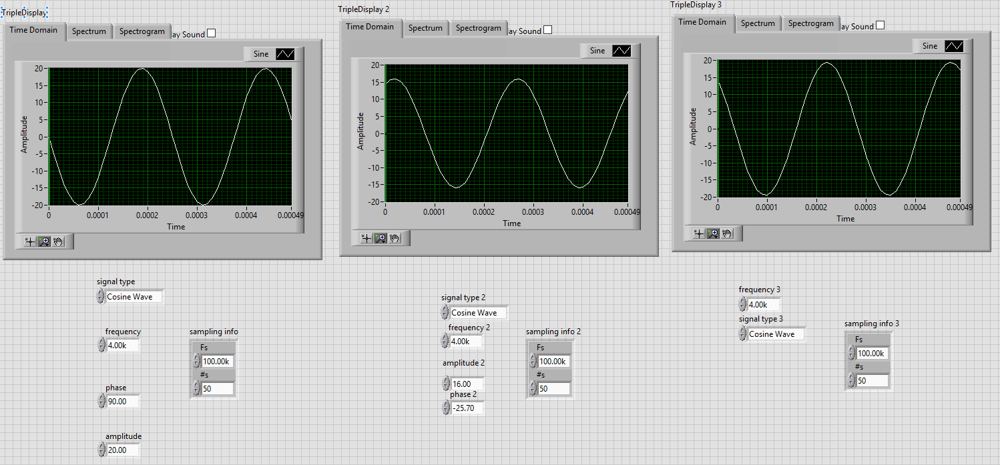 TripleDisplay
Time Domain
Spectrum
Spectrogram
ay Sound
Sine
20
15
10
5
0
-5
-10
-15
-20
Amplitude
0
0.0001
0.0002
0.0003
0.0004
0.00049
Time
TripleDisplay 2
Time Domain
Spectrum
Spectrogram
ay Sound
Sine
20
15
10
5
0
-5
-10
-15
-20
Amplitude
0
0.0001
0.0002
0.0003
0.0004
0.00049
Time
TripleDisplay 3
Time Domain
Spectrum
Spectrogram
ay Sound
Sine
20
15
10
5
0
-5
-10
-15
-20
Amplitude
0
0.0001
0.0002
0.0003
0.0004
0.00049
Time
signal type
Cosine Wave
frequency
4.00k
phase
90.00
amplitude
20.00
sampling info
Fs
100.00k
#s
50
signal type 2
Cosine Wave
frequency 2
4.00k
amplitude 2
16.00
phase 2
-25.70
sampling info 2
Fs
100.00k
#s
50
frequency 3
4.00k
signal type 3
Cosine Wave
sampling info 3
Fs
100.00k
#s
50